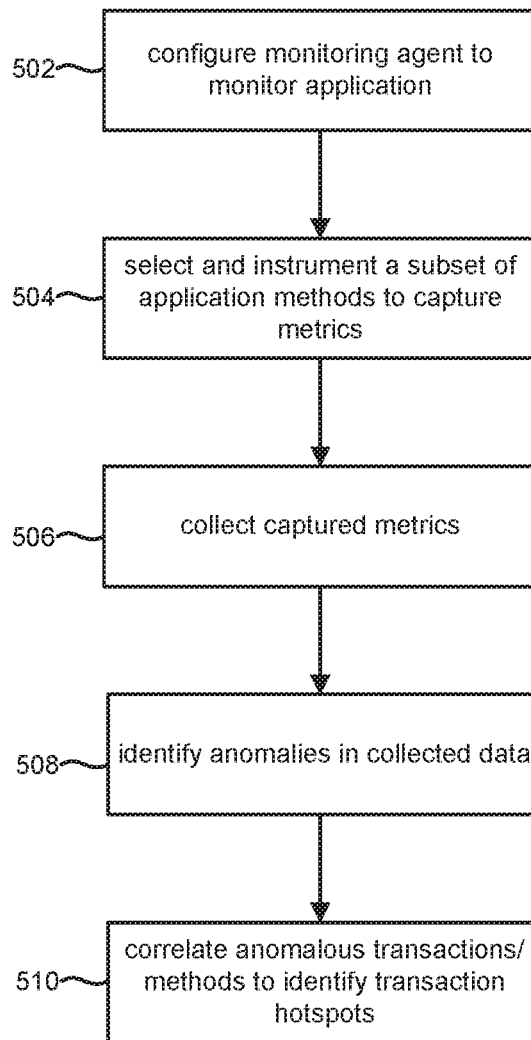 502
configure monitoring agent to
monitor application
504
select and instrument a subset of
application methods to capture
metrics
506
collect captured metrics
508
identify anomalies in collected data
510
correlate anomalous transactions/
methods to identify transaction
hotspots